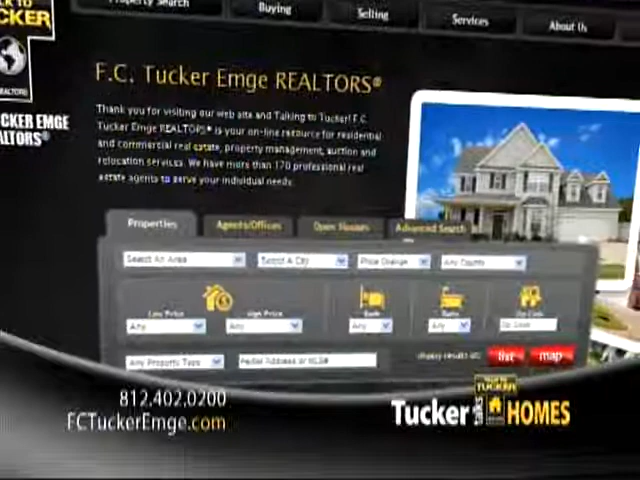 TUCKER
Property Search
Buying
Selling
Services
About Us
TUCKER EMGE
REALTORS®
F.C. Tucker Emge REALTORS®
Thank you for visiting our web site and Talking to Tucker! F.C.
Tucker Emge REALTORS® is your on-line resource for residential
and commercial real estate, property management, auction and
relocation services. We have more than 170 professional real
estate agents to serve your individual needs.
Properties
Agents/Offices
Open Houses
Advanced Search
Select An Area
Select A City
Price Change
Any County
Low Price
High Price
Beds
Baths
Zip Code
Any
Any
Any
Any
Zip Code
Any Property Type
Partial Address or MLS#
display results as:
list
map
812.402.0200
FCTuckerEmge.com
Tucker talks HOMES
TUCKER